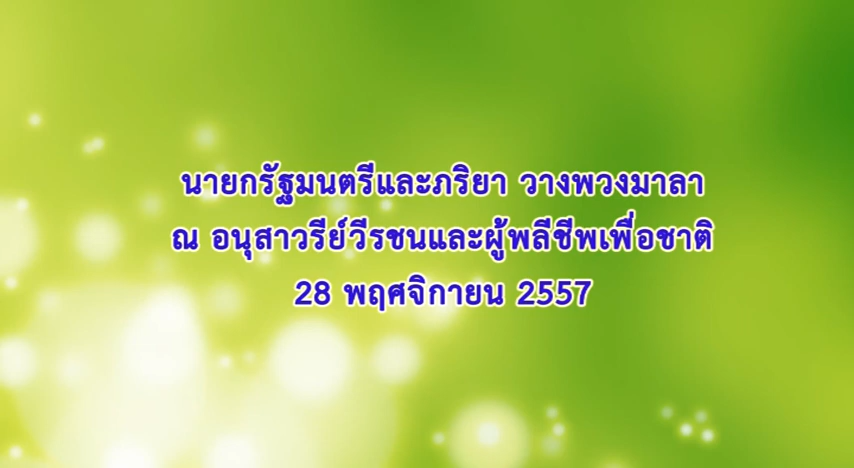 นายกรัฐมนตรีและภริยา วางพวงมาลา
ณ อนุสาวรีย์วีรชนและผู้พลีชีพเพื่อชาติ
28 พฤศจิกายน 2557